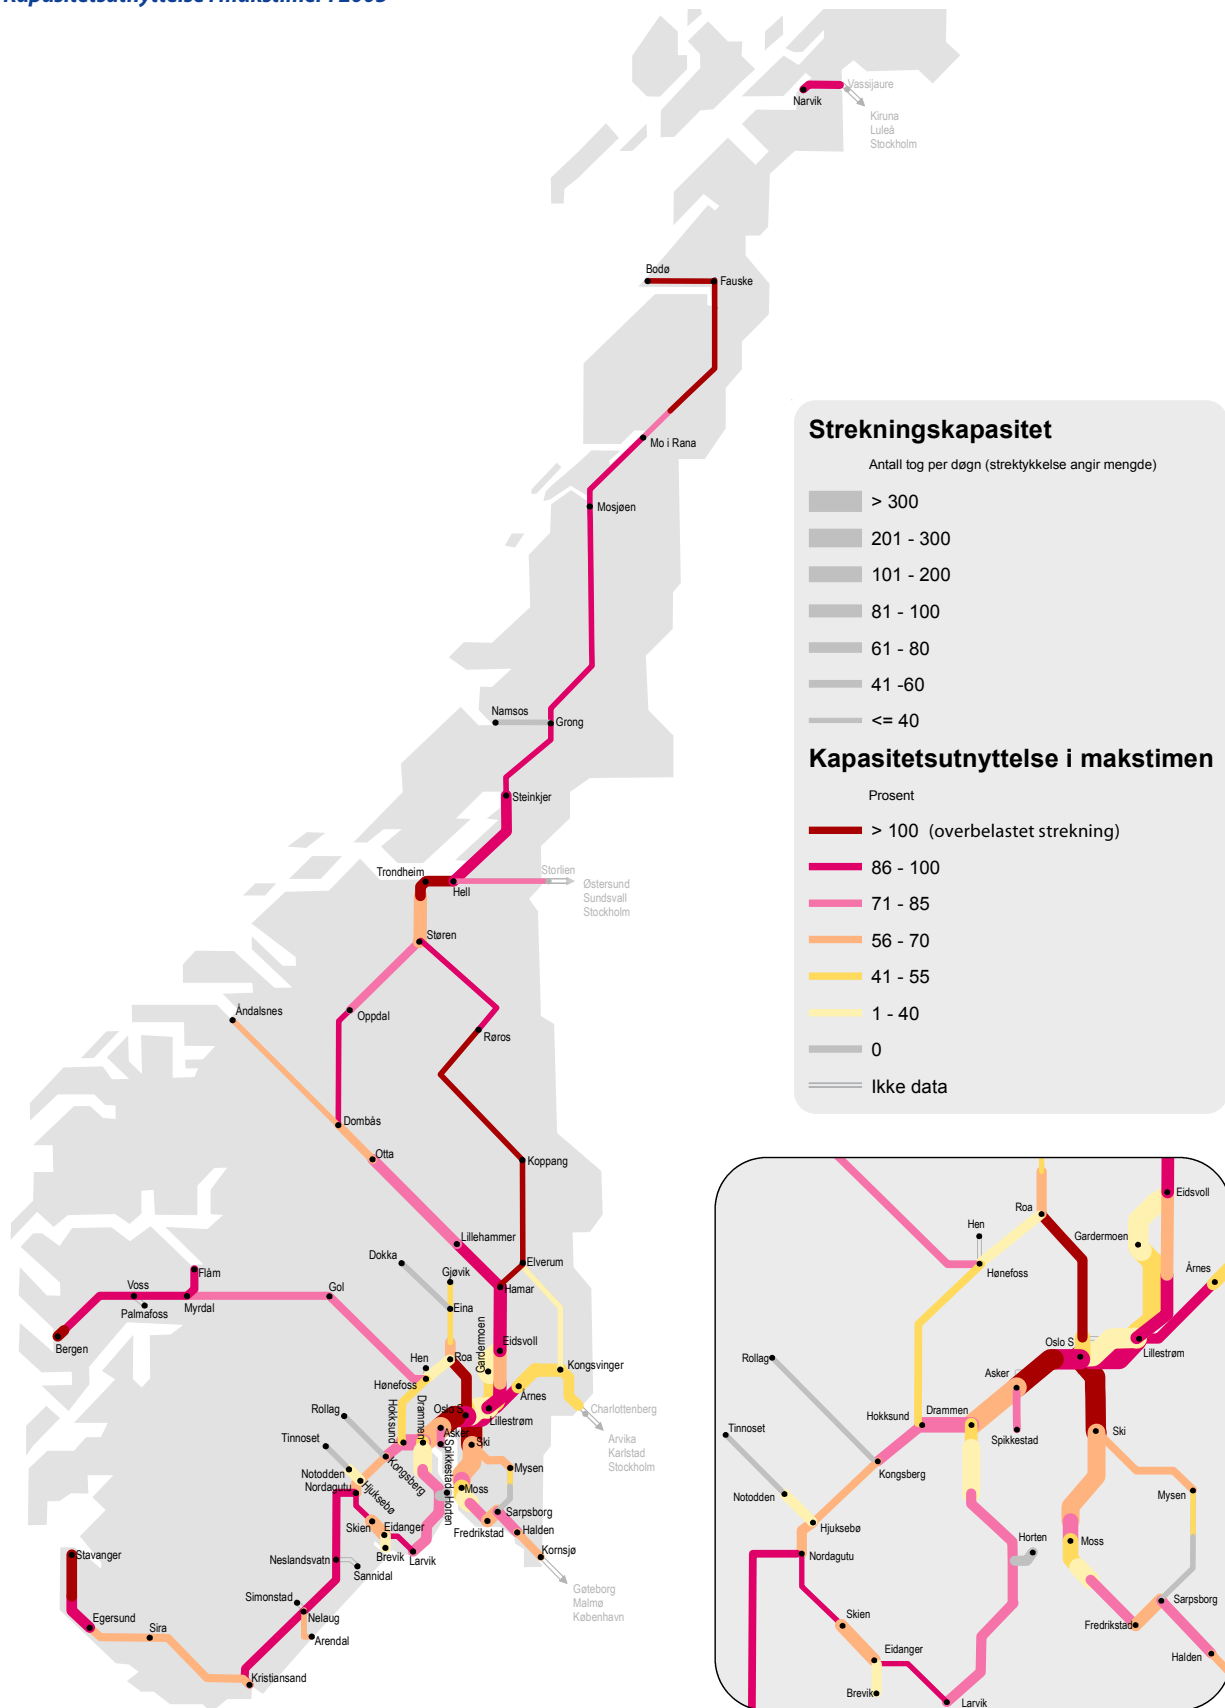 Kapasitetsutnyttelse i makstimen i 2005
Vassijaure
Narvik
Kiruna
Luleå
Stockholm
Bodø
Fauske
Mo i Rana
Mosjøen
Namsos
Grong
Steinkjer
Trondheim
Hell
Storlien
Østersund
Sundsvall
Stockholm
Støren
Oppdal
Åndalsnes
Røros
Dombås
Otta
Koppang
Lillehammer
Dokka
Gjøvik
Elverum
Flåm
Voss
Gol
Hamar
Palmafoss
Myrdal
Eina
Bergen
Gardermoen
Eidsvoll
Hen
Roa
Kongsvinger
Hønefoss
Årnes
Drammen
Rollag
Hokksund
Oslo S
Lillestrøm
Charlottenberg
Asker
Ski
Arvika
Karlstad
Stockholm
Tinnoset
Spikkestad
Kongsberg
Mysen
Notodden
Hjuksebø
Moss
Nordagutu
Horten
Sarpsborg
Skien
Eidanger
Fredrikstad
Halden
Brevik
Larvik
Kornsjø
Stavanger
Neslandsvatn
Sannidal
Gøteborg
Malmø
København
Simonstad
Nelaug
Egersund
Sira
Arendal
Kristiansand
Strekningskapasitet
Antall tog per døgn (strektykkelse angir mengde)
> 300
201 - 300
101 - 200
81 - 100
61 - 80
41 -60
<= 40
Kapasitetsutnyttelse i makstimen
Prosent
> 100 (overbelastet strekning)
86 - 100
71 - 85
56 - 70
41 - 55
1 - 40
0
Ikke data
Eidsvoll
Roa
Hen
Gardermoen
Hønefoss
Årnes
Oslo S
Lillestrøm
Rollag
Asker
Hokksund
Drammen
Tinnoset
Spikkestad
Ski
Kongsberg
Notodden
Mysen
Hjuksebø
Horten
Moss
Nordagutu
Sarpsborg
Skien
Fredrikstad
Eidanger
Halden
Brevik
Larvik